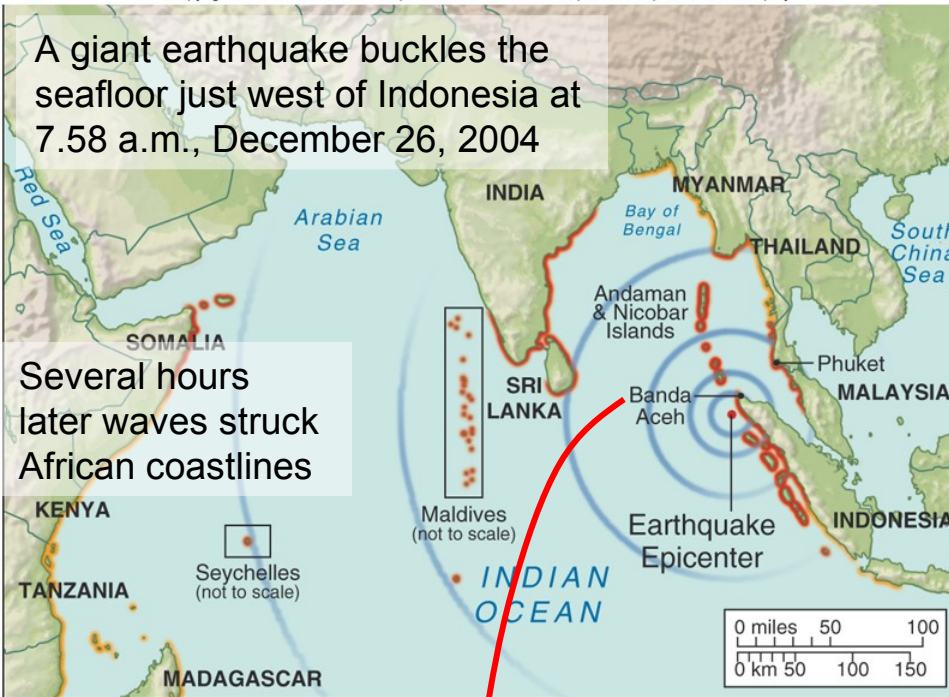 A giant earthquake buckles the
seafloor just west of Indonesia at
7.58 a.m., December 26, 2004
Red Sea
Arabian
Sea
INDIA
Bay of
Bengal
MYANMAR
THAILAND
South
China
Sea
Andaman
& Nicobar
Islands
SOMALIA
Phuket
MALAYSIA
SRI
LANKA
Banda
Aceh
Several hours
later waves struck
African coastlines
KENYA
Maldives
(not to scale)
Earthquake
Epicenter
INDONESIA
Seychelles
(not to scale)
TANZANIA
INDIAN
OCEAN
MADAGASCAR
0 miles 50 100
0 km 50 100 150